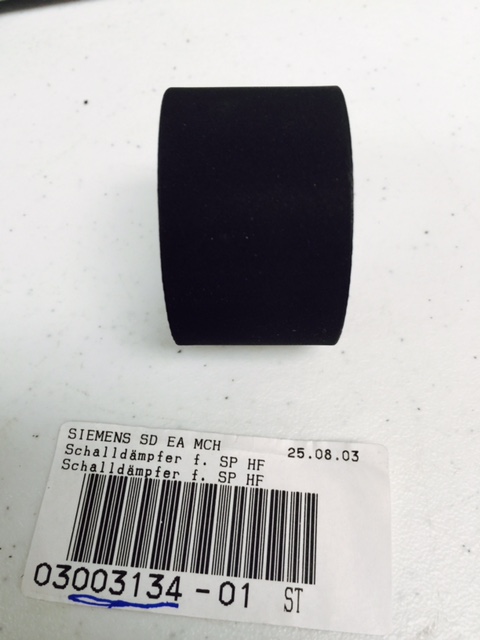 SIEMENS SD EA MCH 25.08.03
Schalldämpfer f. SP HF
Schalldämpfer f. SP HF
03003134-01 ST